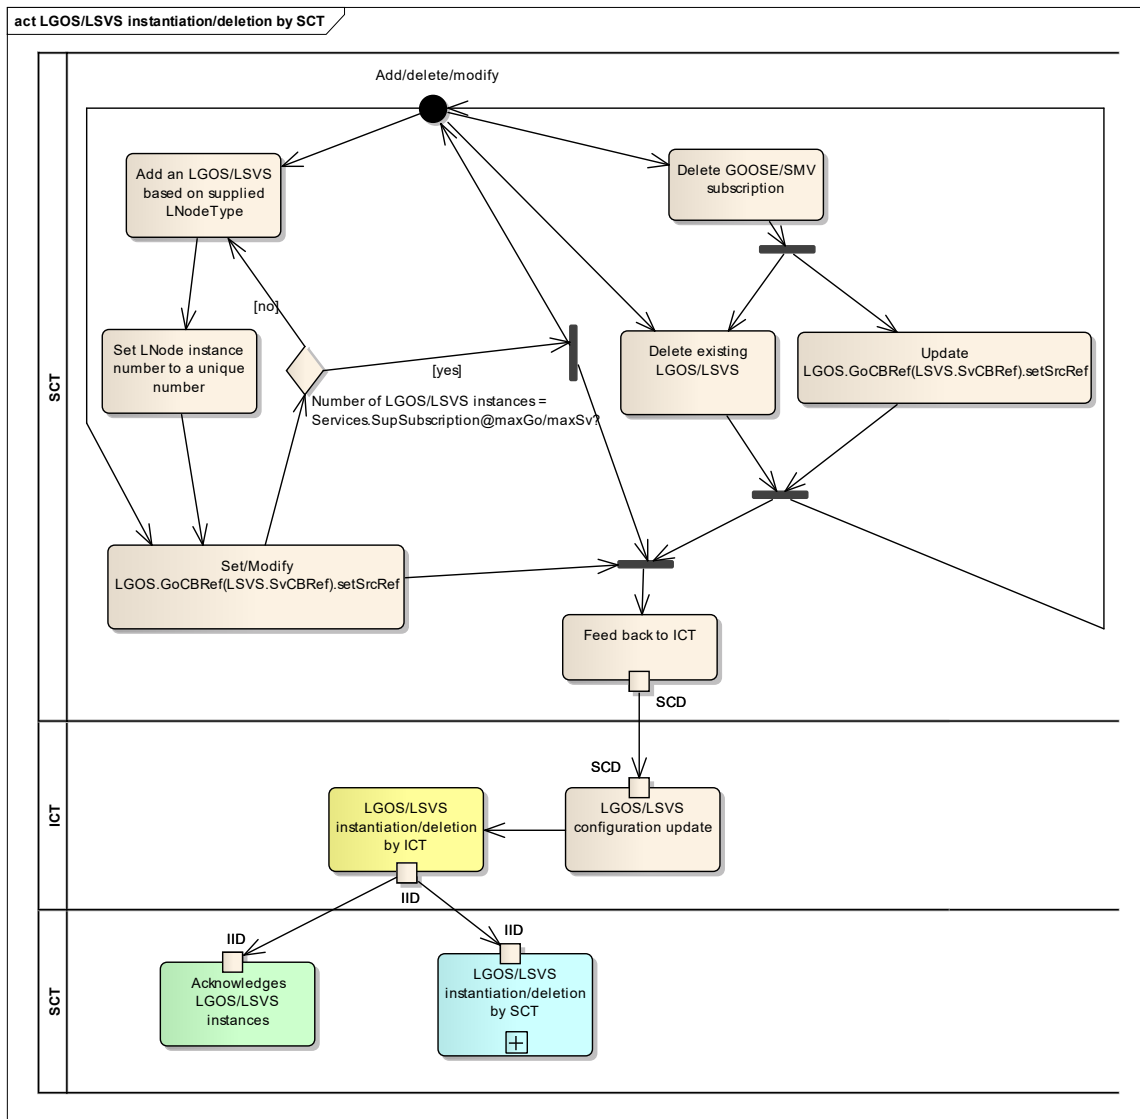 act LGOS/LSVS instantiation/deletion by SCT
SCT
Add/delete/modify
Add an LGOS/LSVS
based on supplied
LNodeType
Delete GOOSE/SMV
subscription
[no]
Set LNode instance
number to a unique
number
[yes]
Number of LGOS/LSVS instances =
Services.SupSubscription@maxGo/maxSv?
Delete existing
LGOS/LSVS
Update
LGOS.GoCBRef(LSVS.SvCBRef).setSrcRef
Set/Modify
LGOS.GoCBRef(LSVS.SvCBRef).setSrcRef
Feed back to ICT
SCD
ICT
SCD
LGOS/LSVS
configuration update
LGOS/LSVS
instantiation/deletion
by ICT
IID
SCT
IID
Acknowledges
LGOS/LSVS
instances
IID
LGOS/LSVS
instantiation/deletion
by SCT